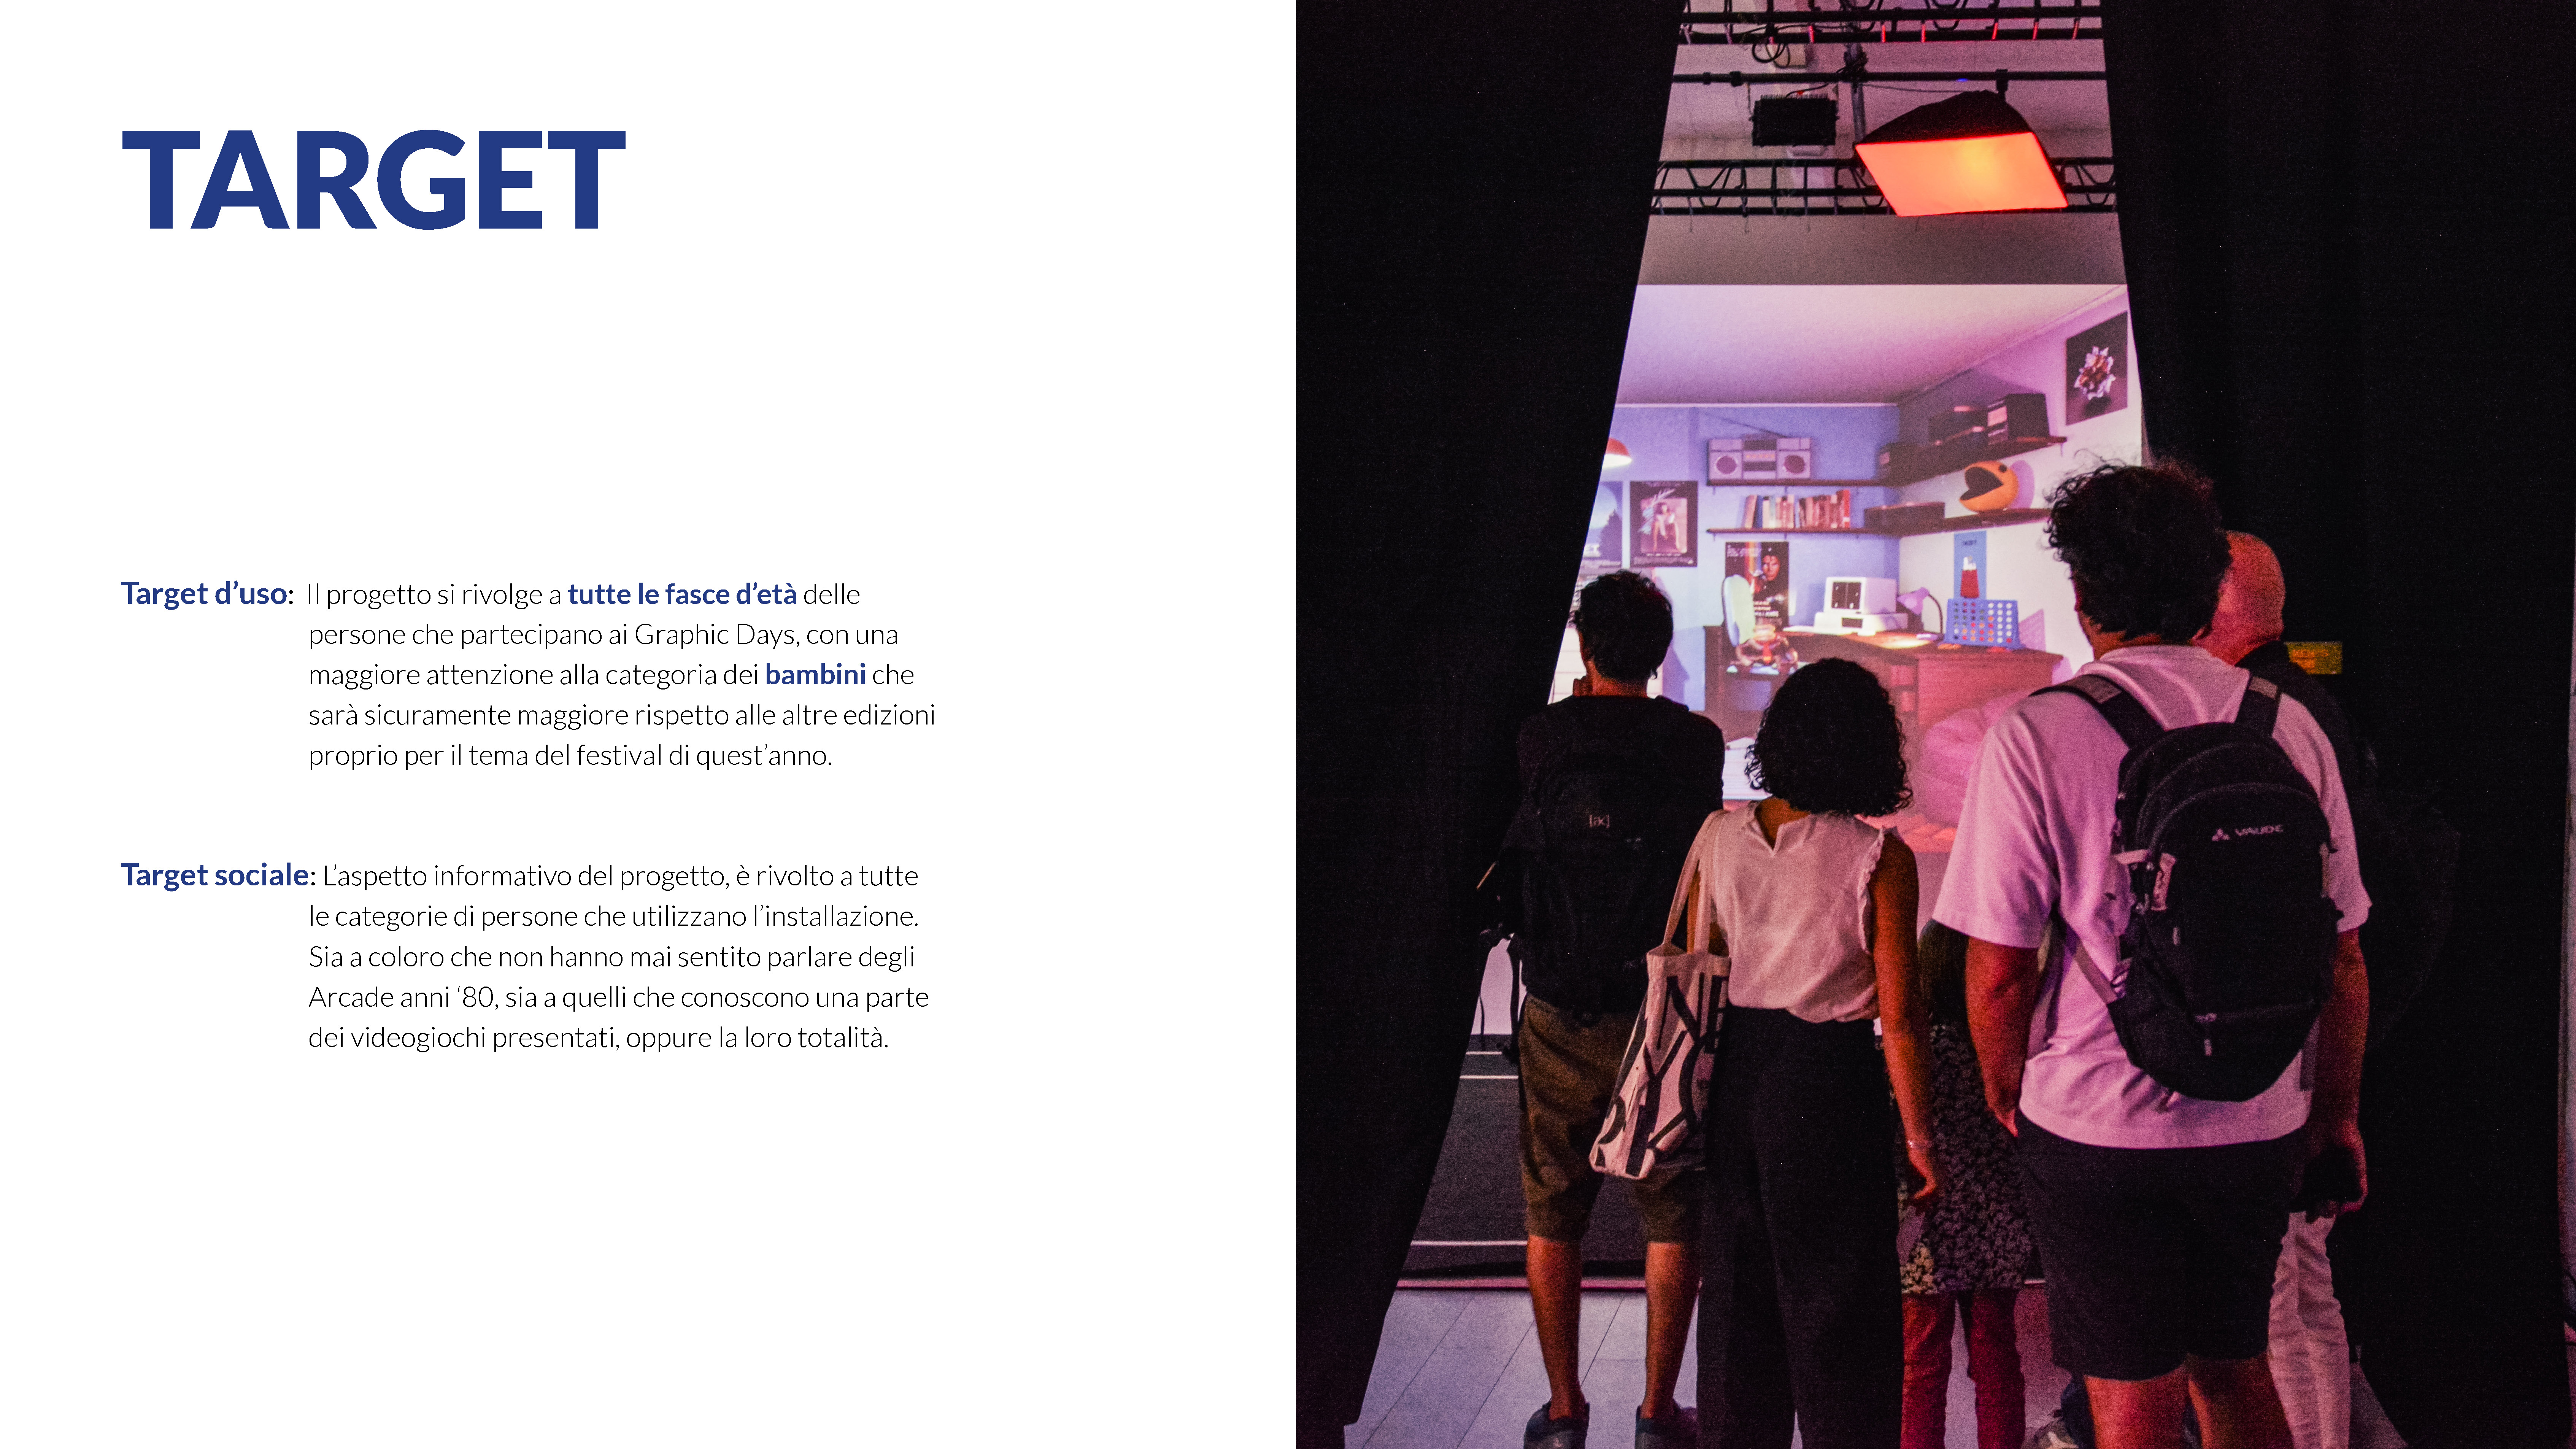 TARGET
Target d’uso: Il progetto si rivolge a tutte le fasce d’età delle
persone che partecipano ai Graphic Days, con una
maggiore attenzione alla categoria dei bambini che
sarà sicuramente maggiore rispetto alle altre edizioni
proprio per il tema del festival di quest’anno.
Target sociale: L’aspetto informativo del progetto, è rivolto a tutte
le categorie di persone che utilizzano l’installazione.
Sia a coloro che non hanno mai sentito parlare degli
Arcade anni ‘80, sia a quelli che conoscono una parte
dei videogiochi presentati, oppure la loro totalità.
VAUDE